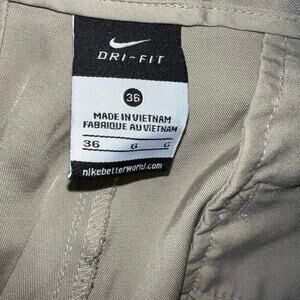 DRI-FIT
36
MADE IN VIETNAM
FABRIQUE AU VIETNAM
36 G G
nikebetterworld.com